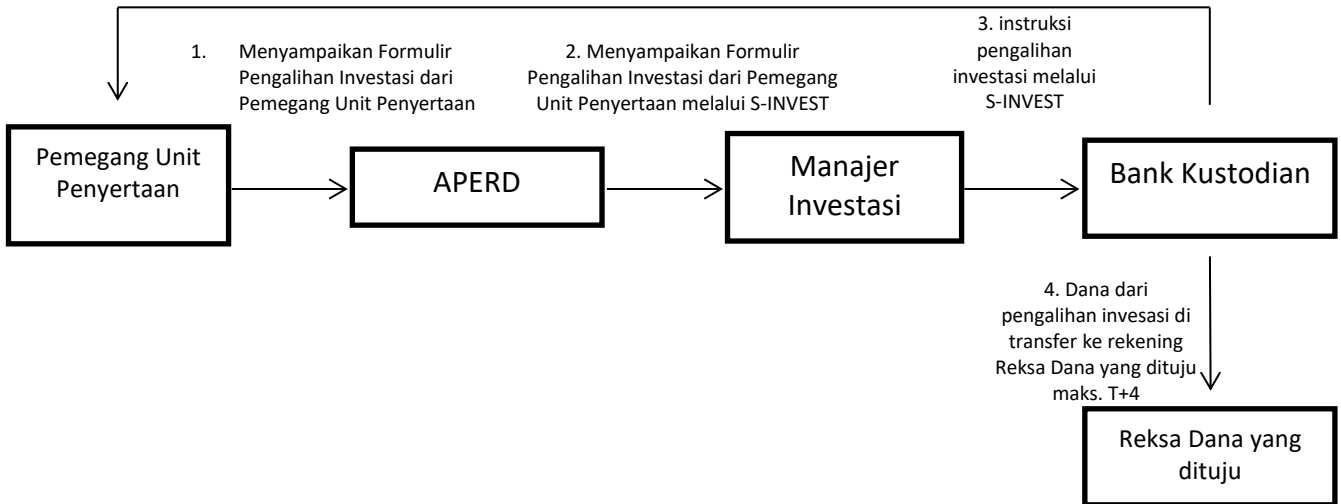 1. Menyampaikan Formulir
Pengalihan Investasi dari
Pemegang Unit Penyertaan
2. Menyampaikan Formulir
Pengalihan Investasi dari Pemegang
Unit Penyertaan melalui S-INVEST
3. instruksi
pengalihan
investasi melalui
S-INVEST
Pemegang Unit
Penyertaan
APERD
Manajer
Investasi
Bank Kustodian
4. Dana dari
pengalihan invesasi di
transfer ke rekening
Reksa Dana yang dituju
maks. T+4
Reksa Dana yang
dituju